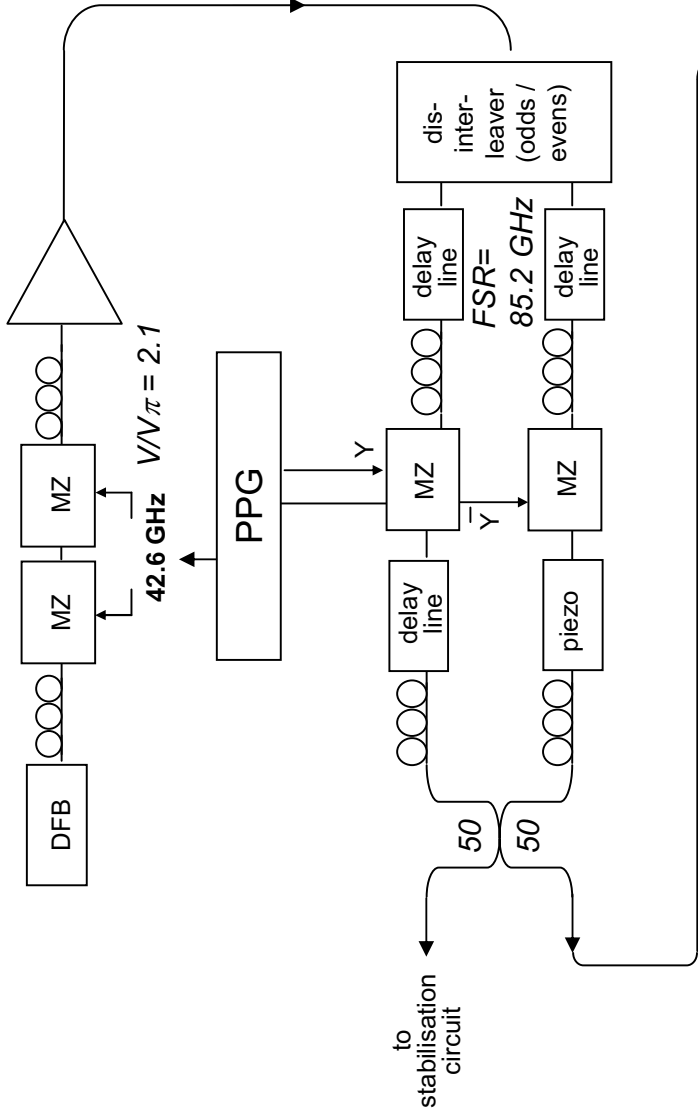 DFB
MZ
MZ
42.6 GHz
V/Vπ = 2.1
PPG
dis-
inter-
leaver
(odds /
evens)
delay
line
FSR=
85.2 GHz
delay
line
MZ
Y
MZ
Y̅
delay
line
piezo
50
50
to
stabilisation
circuit